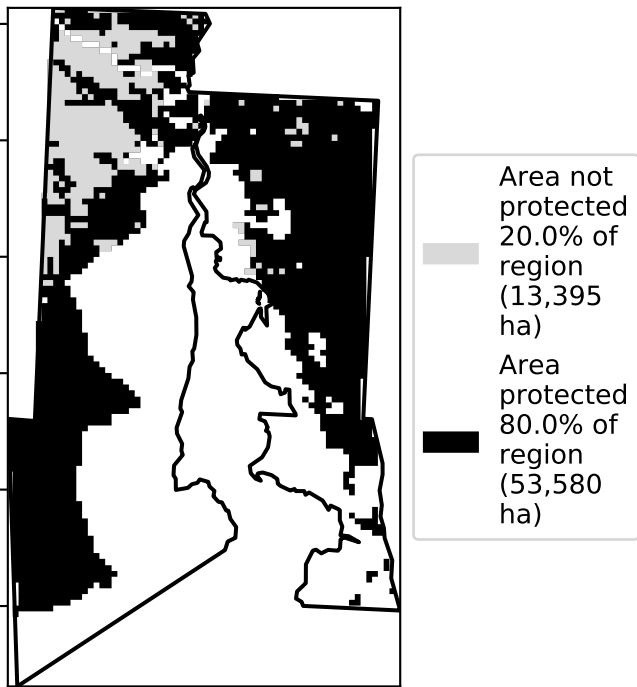 Area not
protected
20.0% of
region
(13,395
ha)
Area
protected
80.0% of
region
(53,580
ha)